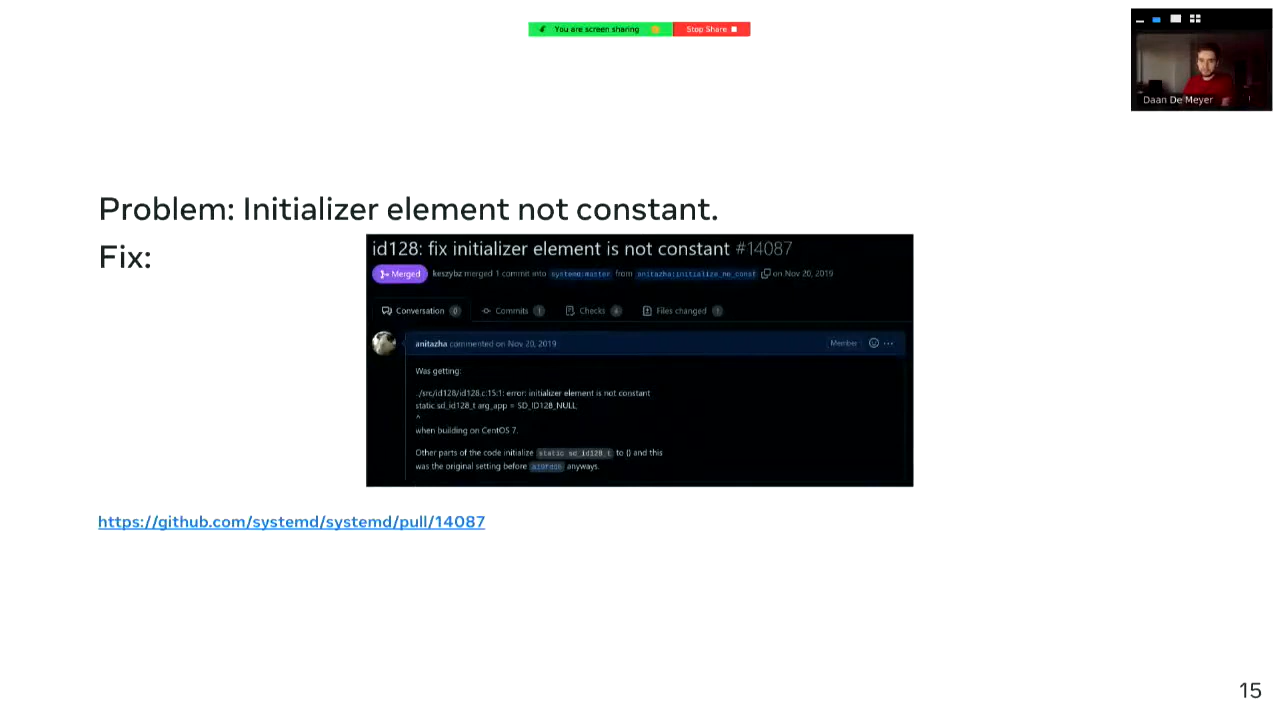 You are screen sharing
Stop Share
Daan De Meyer
Problem: Initializer element not constant.
Fix:
id128: fix initializer element is not constant #14087
Merged keszybz merged 1 commit into systemd:master from anitazha:initialize_no_const on Nov 20, 2019
Conversation 0 Commits 1 Checks 4 Files changed 1
anitazha commented on Nov 20, 2019 Member
Was getting:
../src/id128/id128.c:15:1: error: initializer element is not constant
static sd_id128_t arg_app = SD_ID128_NULL;
^
when building on CentOS 7.
Other parts of the code initialize static sd_id128_t to {} and this
was the original setting before anyways.
https://github.com/systemd/systemd/pull/14087
15